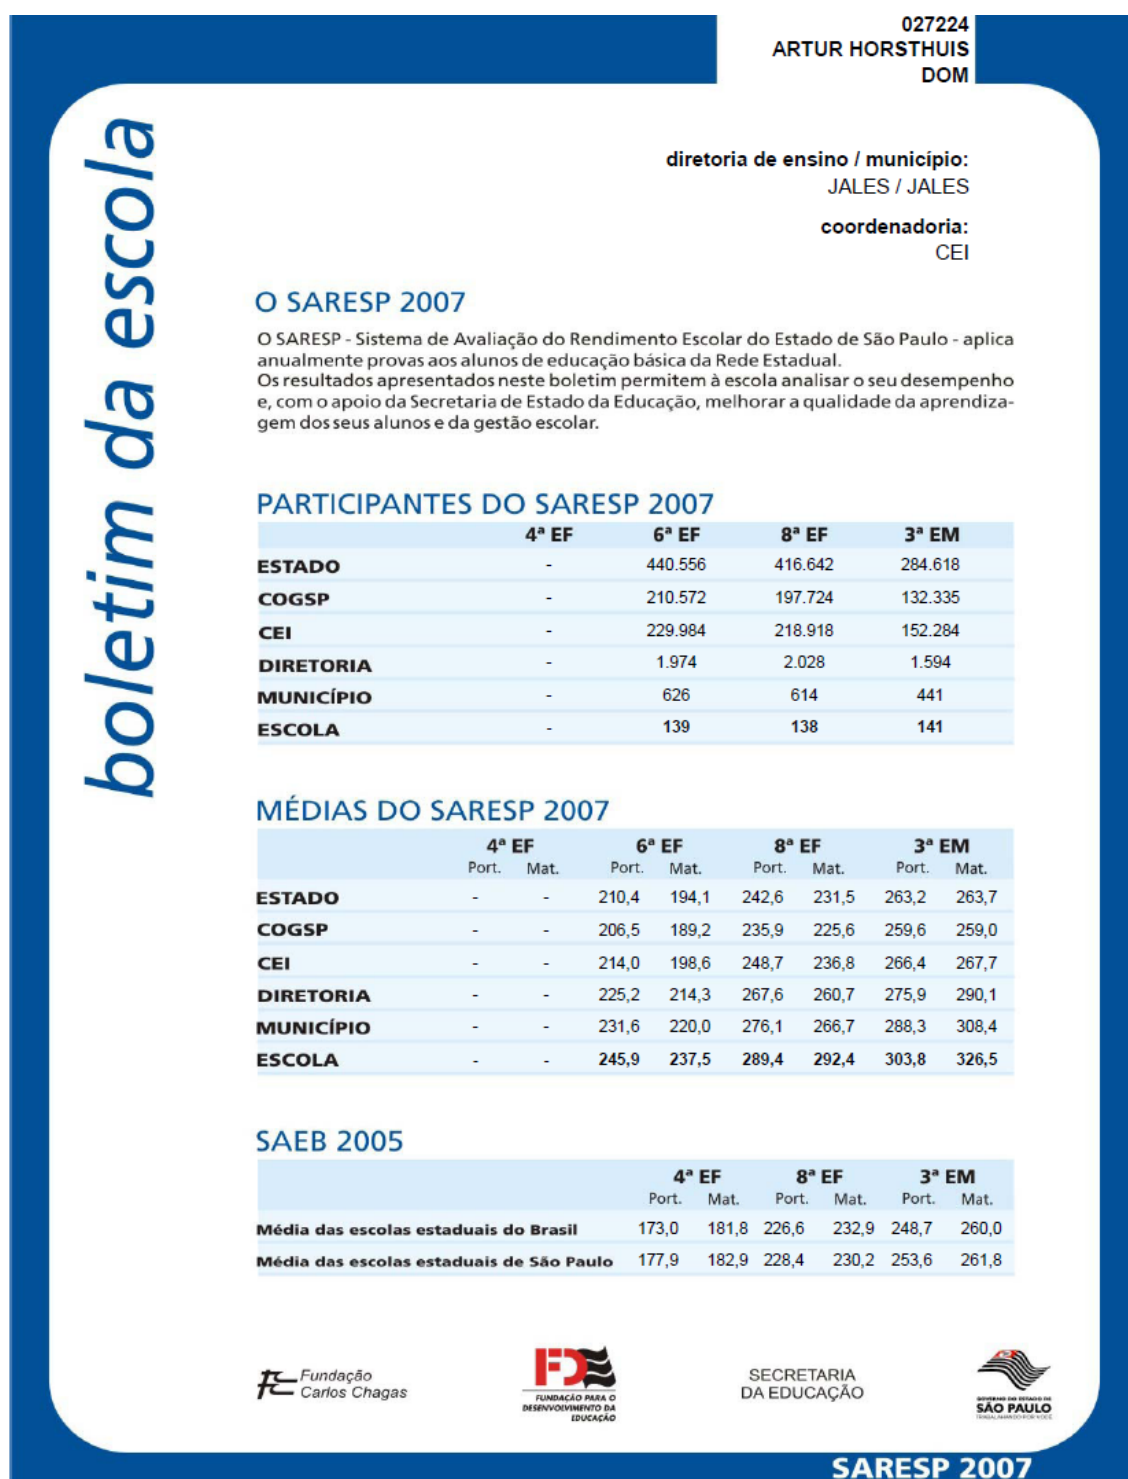 027224
ARTUR HORSTHUIS
DOM
boletim da escola
diretoria de ensino / município:
JALES / JALES
coordenadoria:
CEI
O SARESP 2007
O SARESP - Sistema de Avaliação do Rendimento Escolar do Estado de São Paulo - aplica
anualmente provas aos alunos de educação básica da Rede Estadual.
Os resultados apresentados neste boletim permitem à escola analisar o seu desempenho
e, com o apoio da Secretaria de Estado da Educação, melhorar a qualidade da aprendiza-
gem dos seus alunos e da gestão escolar.
PARTICIPANTES DO SARESP 2007
4ª EF 6ª EF 8ª EF 3ª EM
ESTADO - 440.556 416.642 284.618
COGSP - 210.572 197.724 132.335
CEI - 229.984 218.918 152.284
DIRETORIA - 1.974 2.028 1.594
MUNICÍPIO - 626 614 441
ESCOLA - 139 138 141
MÉDIAS DO SARESP 2007
4ª EF 6ª EF 8ª EF 3ª EM
Port. Mat. Port. Mat. Port. Mat. Port. Mat.
ESTADO - - 210,4 194,1 242,6 231,5 263,2 263,7
COGSP - - 206,5 189,2 235,9 225,6 259,6 259,0
CEI - - 214,0 198,6 248,7 236,8 266,4 267,7
DIRETORIA - - 225,2 214,3 267,6 260,7 275,9 290,1
MUNICÍPIO - - 231,6 220,0 276,1 266,7 288,3 308,4
ESCOLA - - 245,9 237,5 289,4 292,4 303,8 326,5
SAEB 2005
4ª EF 8ª EF 3ª EM
Port. Mat. Port. Mat. Port. Mat.
Média das escolas estaduais do Brasil 173,0 181,8 226,6 232,9 248,7 260,0
Média das escolas estaduais de São Paulo 177,9 182,9 228,4 230,2 253,6 261,8
Fundação
Carlos Chagas
FDE
FUNDAÇÃO PARA O
DESENVOLVIMENTO DA
EDUCAÇÃO
SECRETARIA
DA EDUCAÇÃO
GOVERNO DO ESTADO DE
SÃO PAULO
TRABALHANDO POR VOCÊ
SARESP 2007